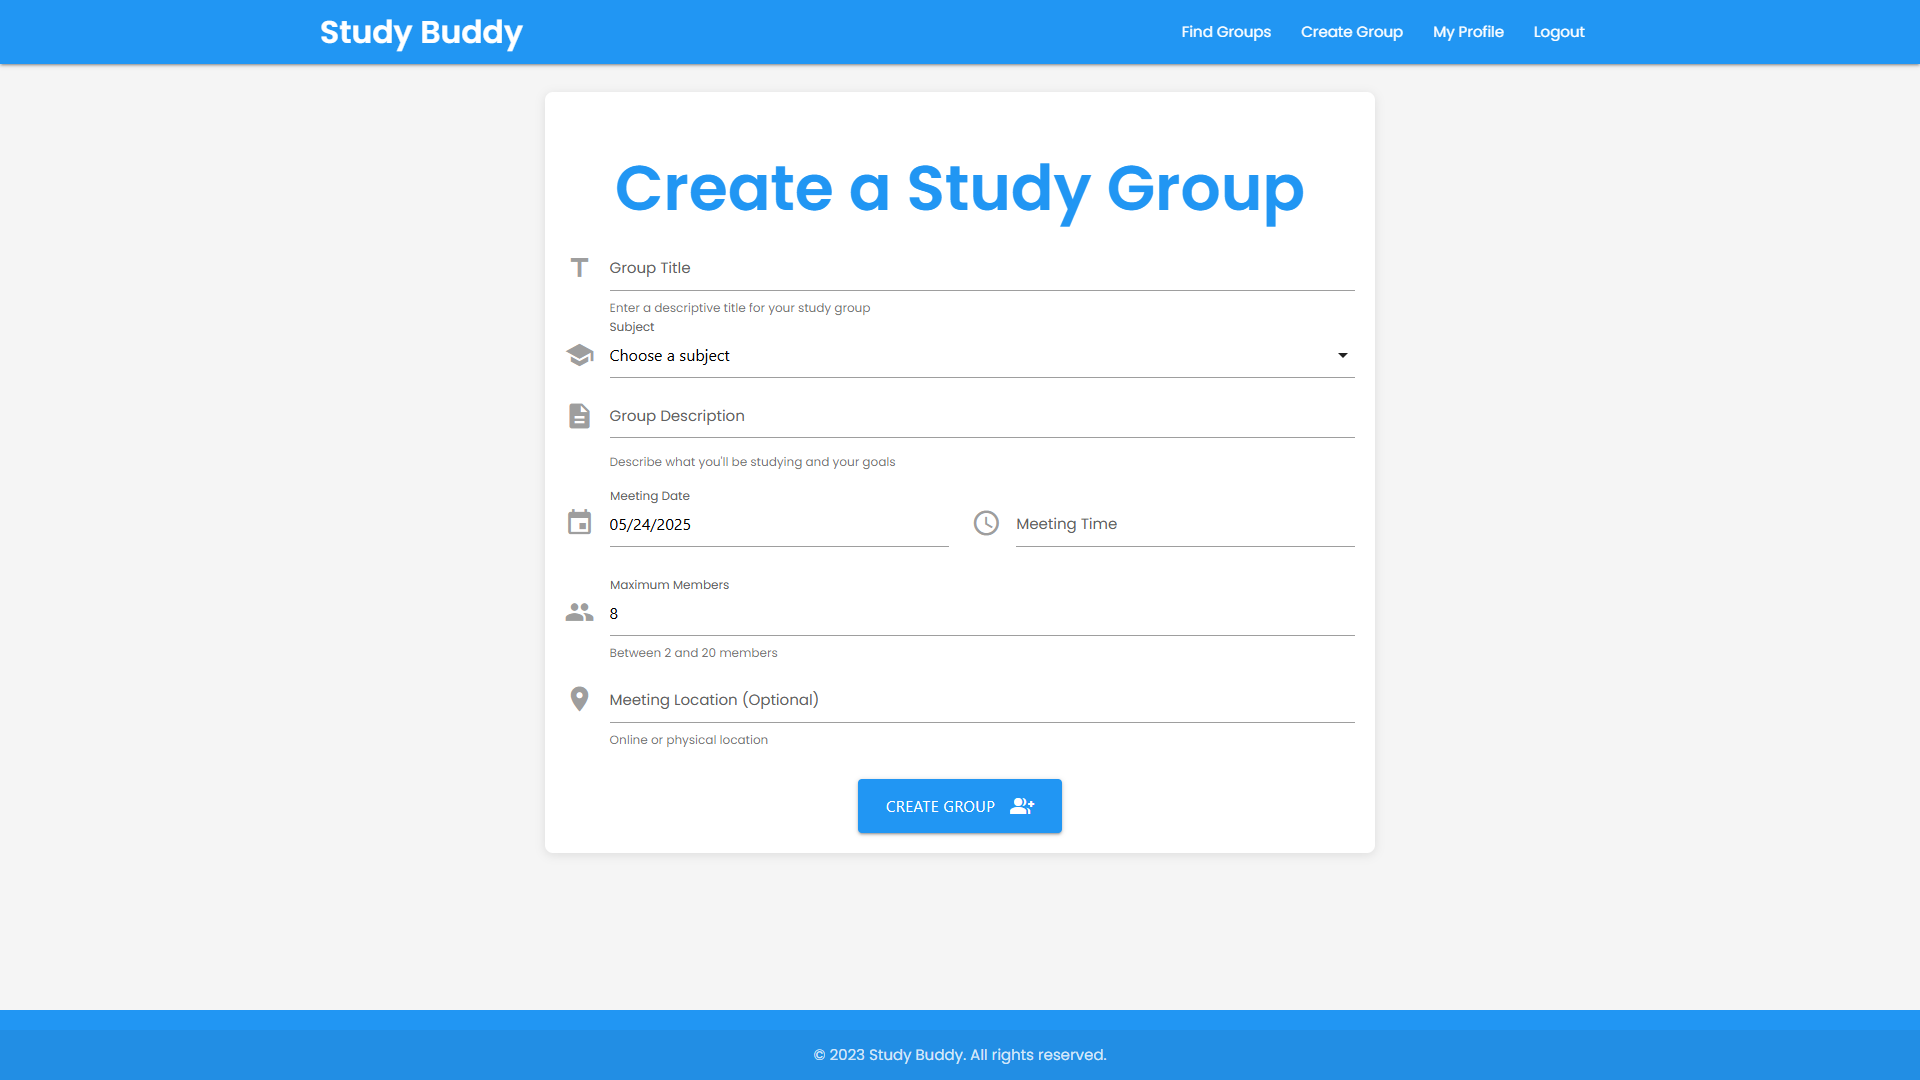 Study Buddy
Find Groups
Create Group
My Profile
Logout
Create a Study Group
Group Title
Enter a descriptive title for your study group
Subject
Choose a subject
Group Description
Describe what you'll be studying and your goals
Meeting Date
05/24/2025
Meeting Time
Maximum Members
8
Between 2 and 20 members
Meeting Location (Optional)
Online or physical location
CREATE GROUP
© 2023 Study Buddy. All rights reserved.